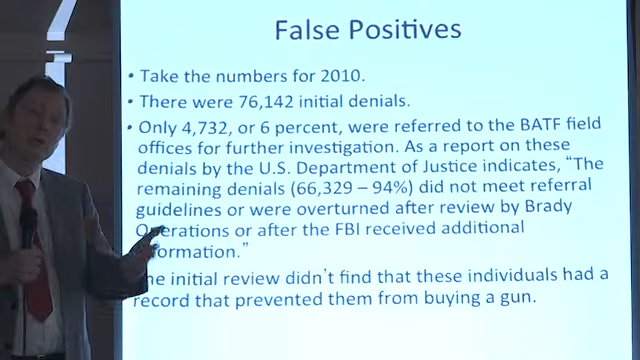 False Positives
• Take the numbers for 2010.
• There were 76,142 initial denials.
• Only 4,732, or 6 percent, were referred to the BATF field
offices for further investigation. As a report on these
denials by the U.S. Department of Justice indicates, “The
remaining denials (66,329 – 94%) did not meet referral
guidelines or were overturned after review by Brady
Operations or after the FBI received additional
information.”
The initial review didn't find that these individuals had a
record that prevented them from buying a gun.